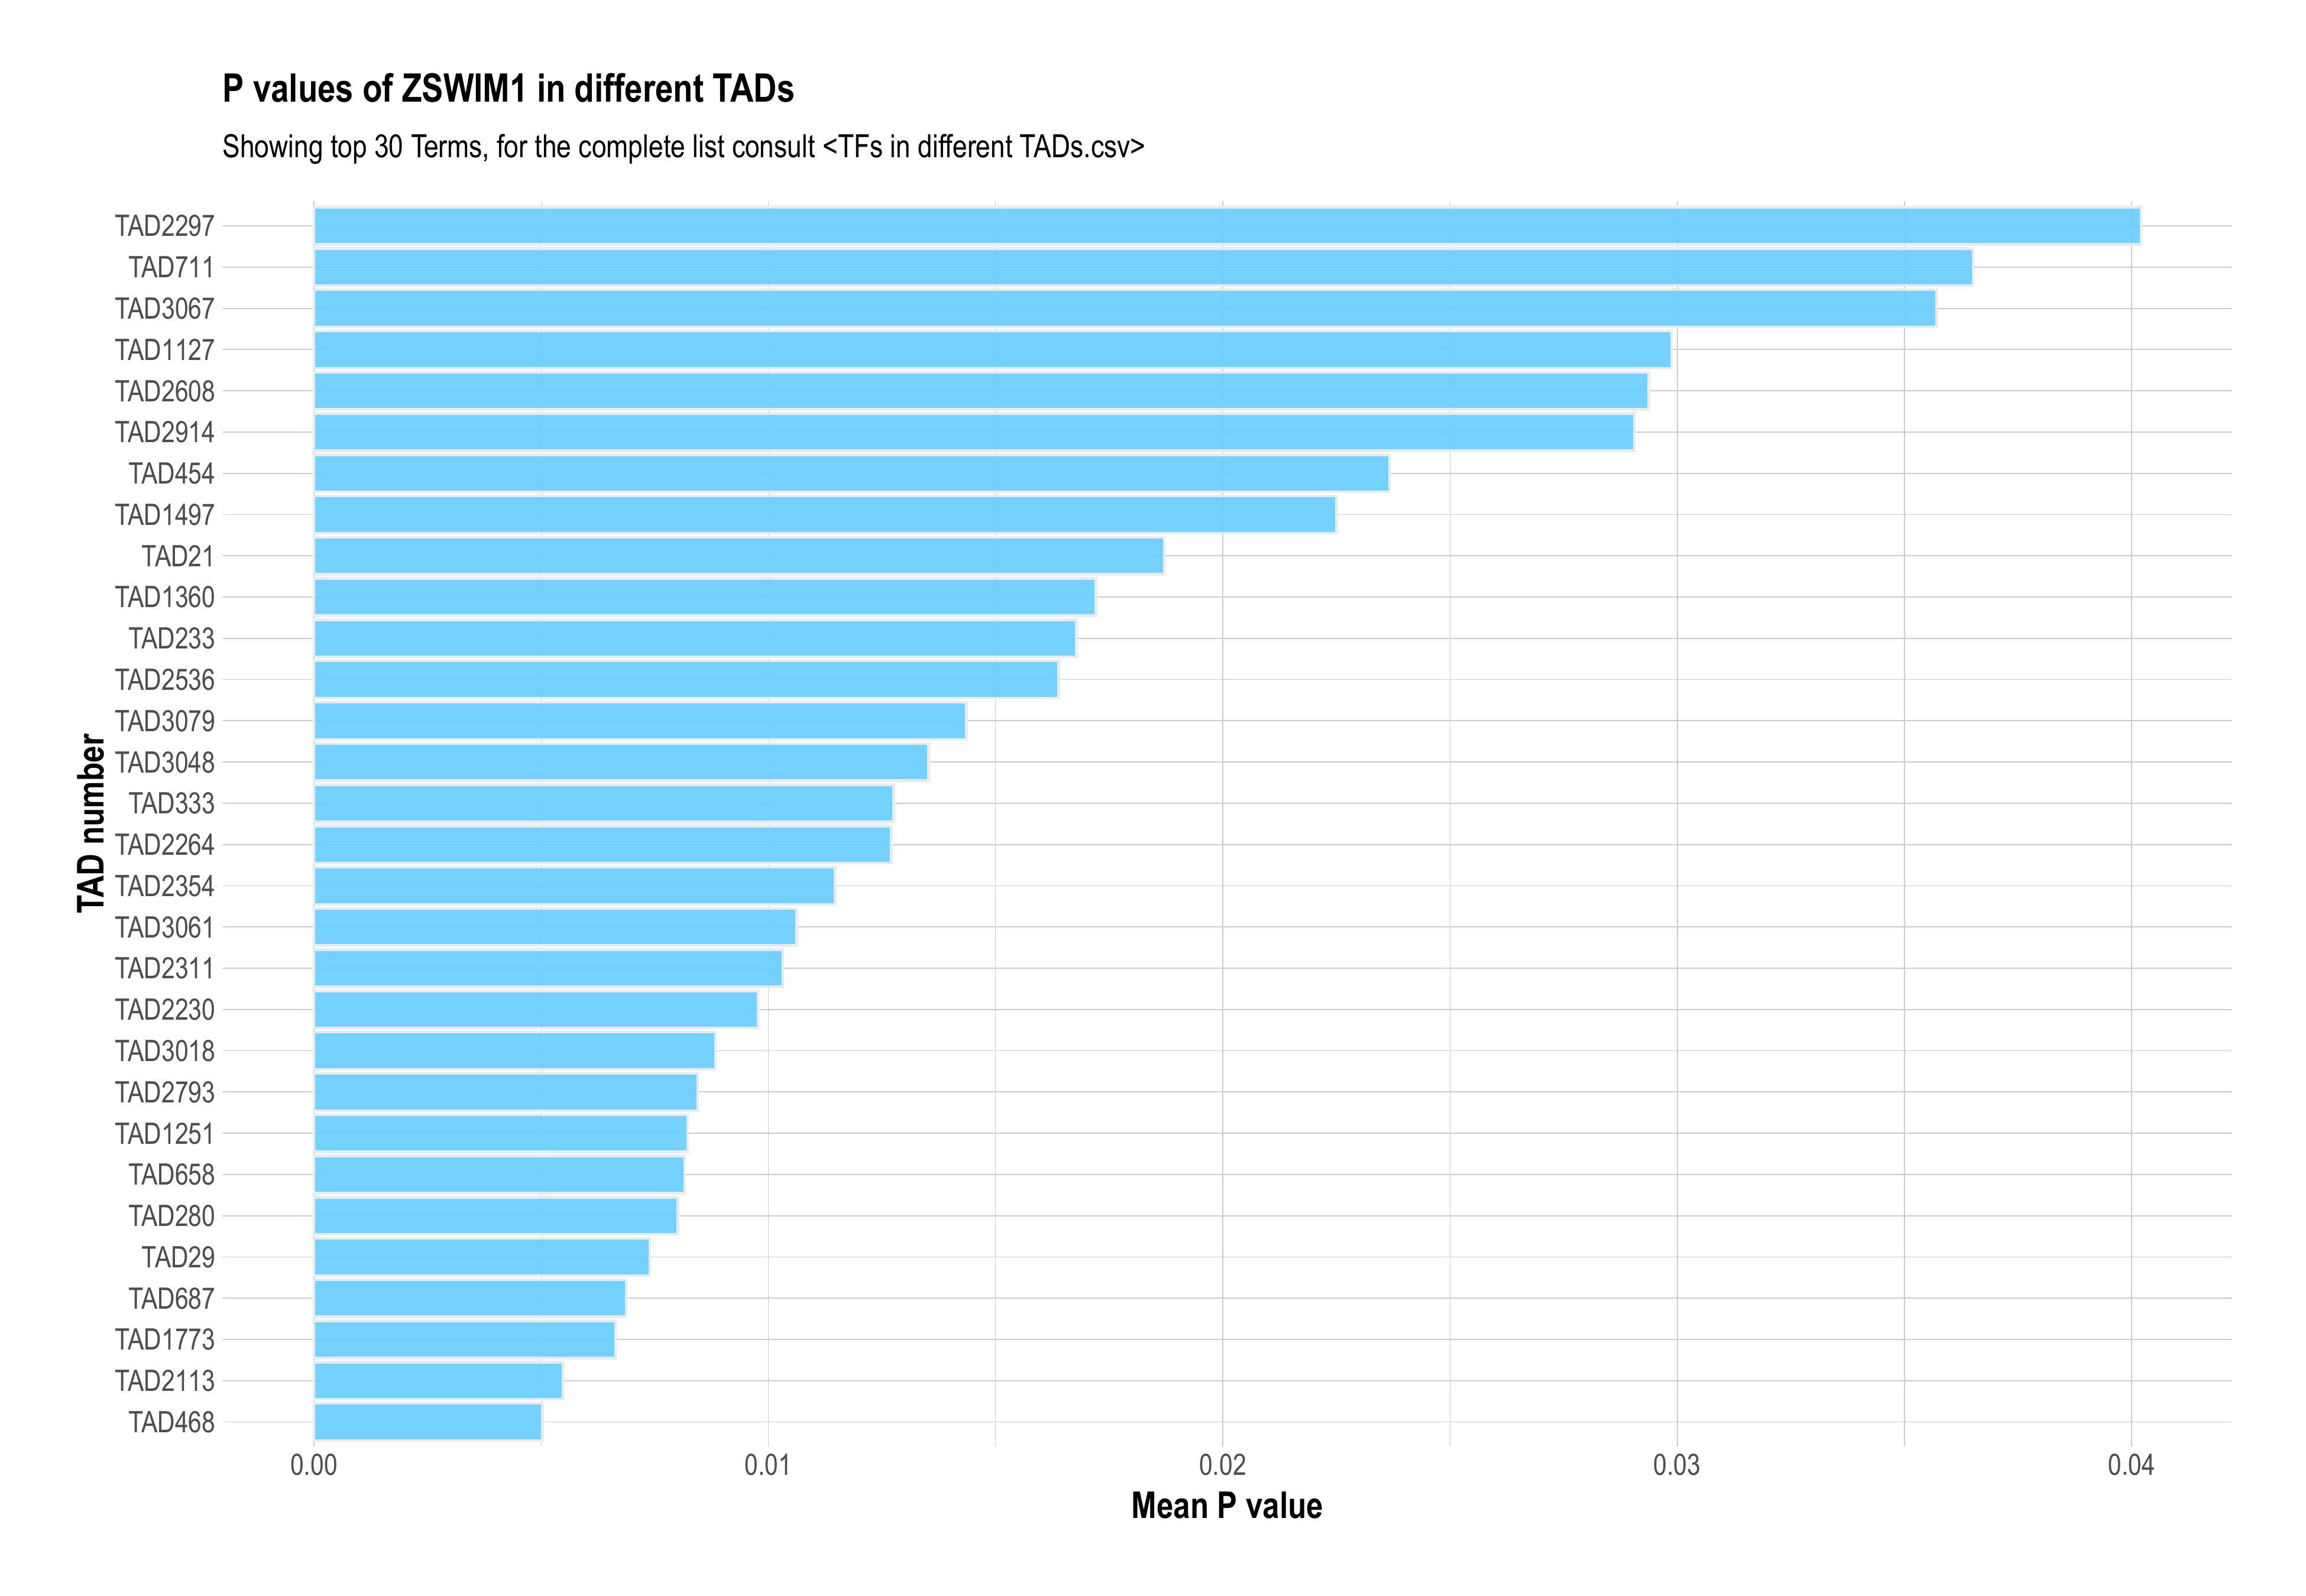 P values of ZSWIM1 in different TADs
Showing top 30 Terms, for the complete list consult <TFs in different TADs.csv>
TAD2297
TAD711
TAD3067
TAD1127
TAD2608
TAD2914
TAD454
TAD1497
TAD21
TAD1360
TAD233
TAD2536
TAD3079
TAD3048
TAD333
TAD2264
TAD2354
TAD3061
TAD2311
TAD2230
TAD3018
TAD2793
TAD1251
TAD658
TAD280
TAD29
TAD687
TAD1773
TAD2113
TAD468
TAD number
0.00 0.01 0.02 0.03 0.04
Mean P value